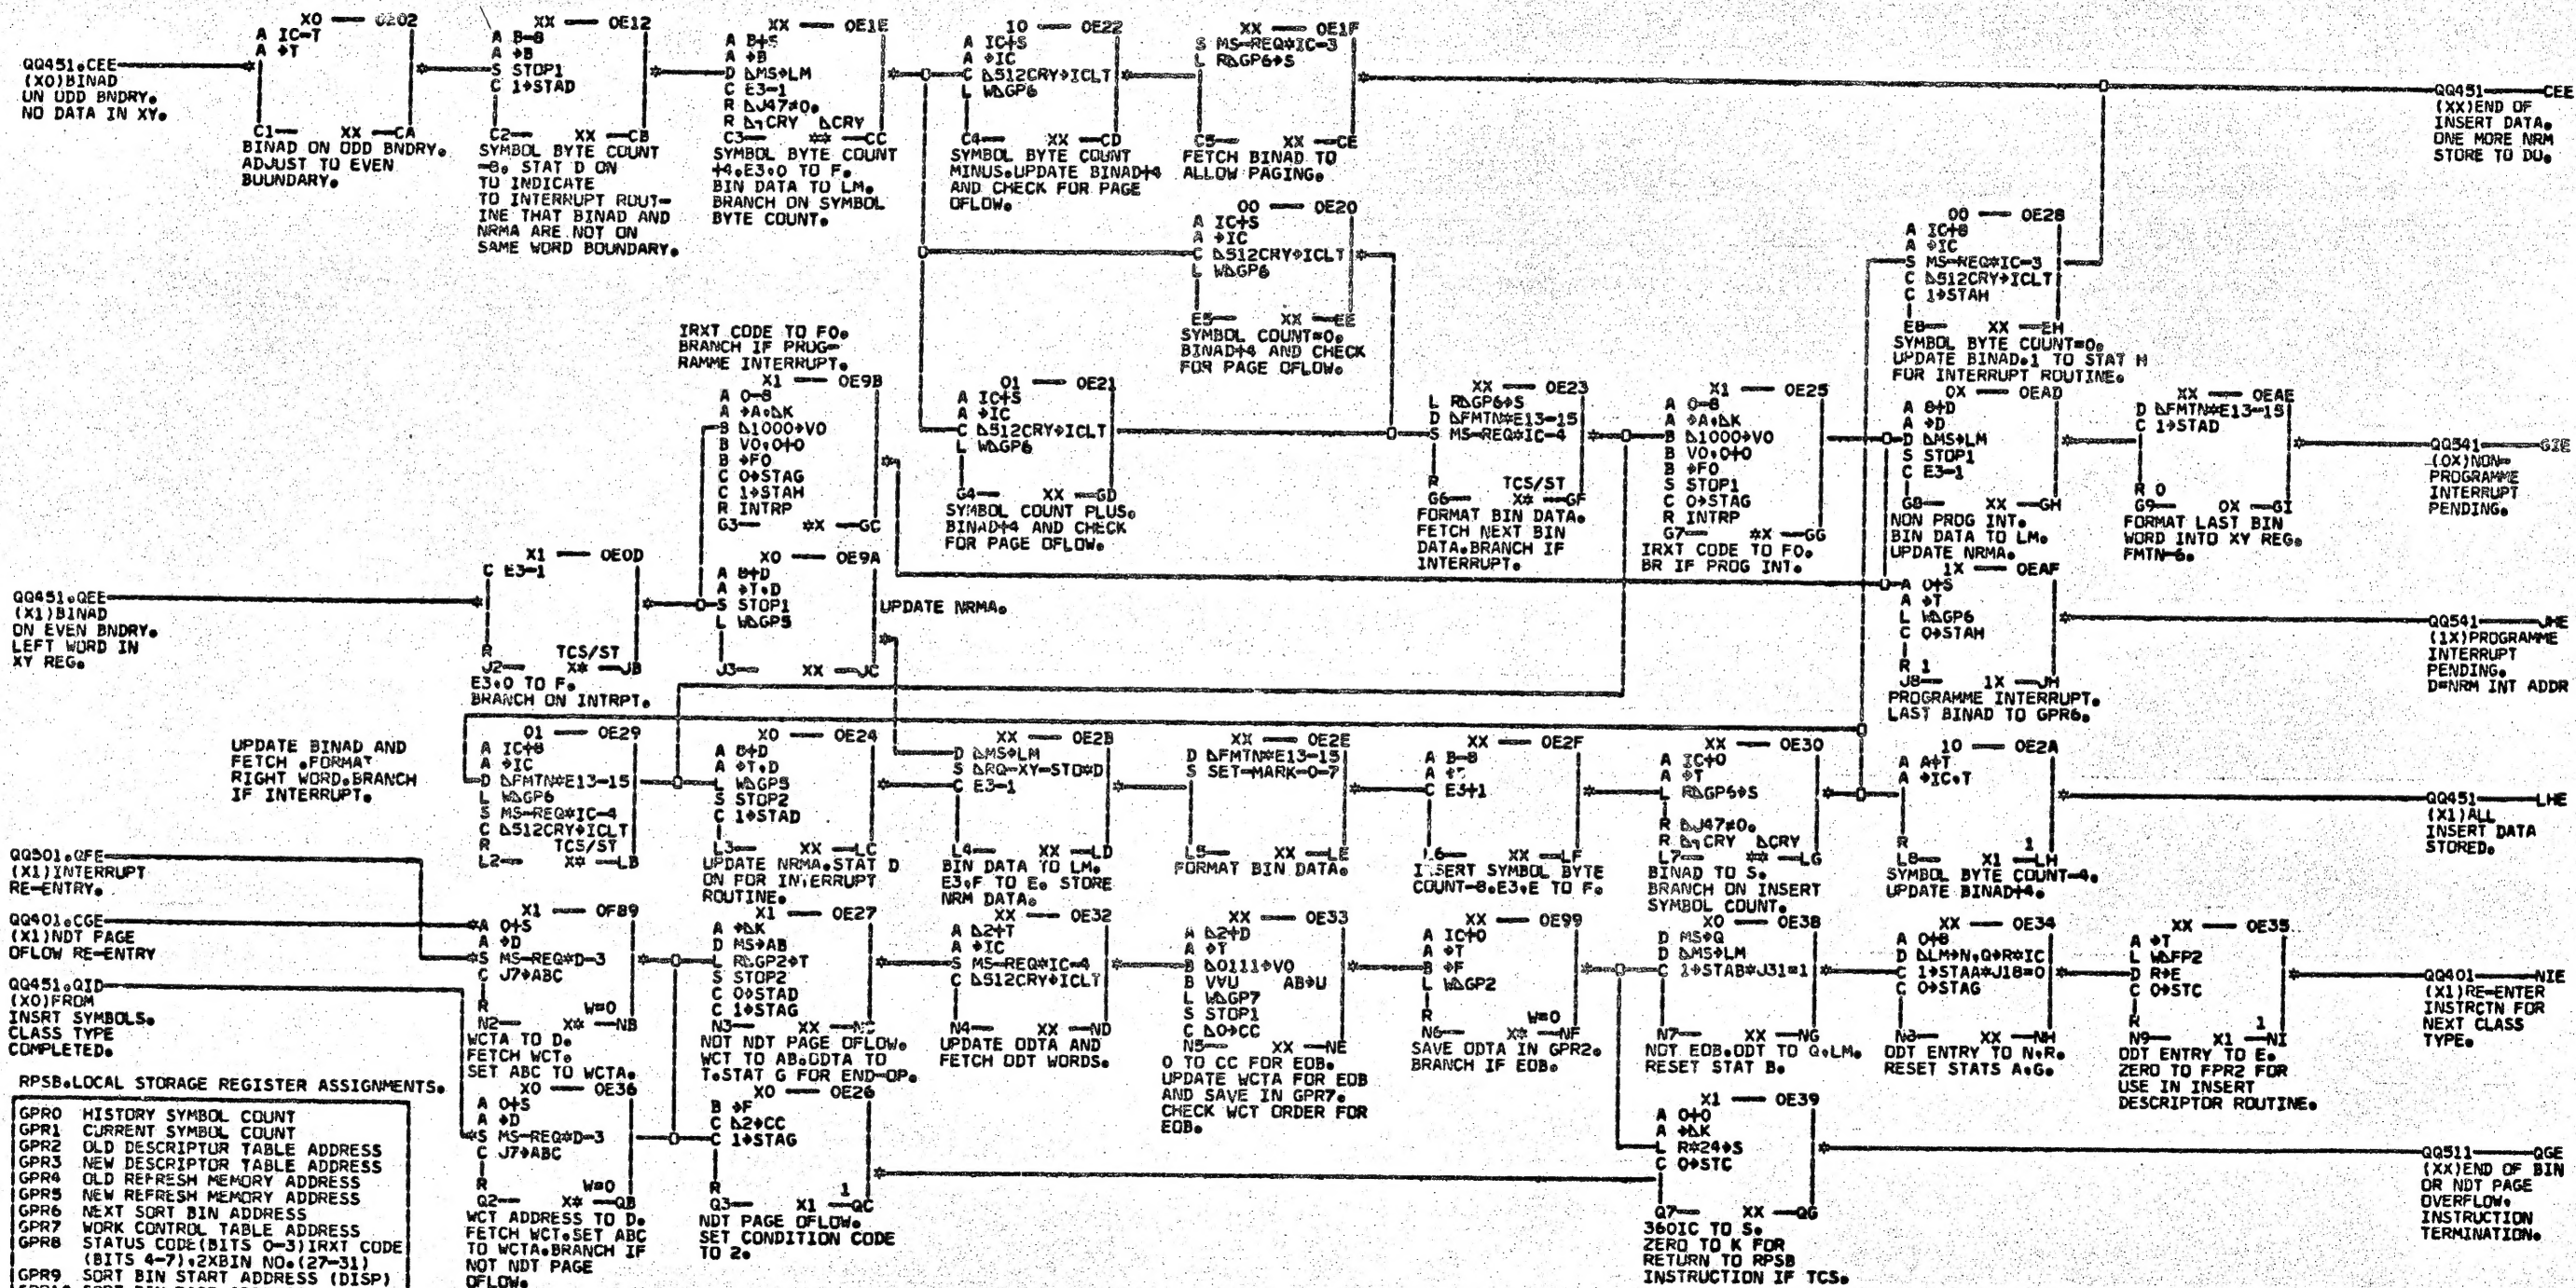 QQ451.CEE
(X0)BINAD
UN ODD BNDRY.
NO DATA IN XY.
X0 — 0E02
A IC-T
A →T
C1— XX —CA
BINAD ON ODD BNDRY.
ADJUST TO EVEN
BOUNDARY.
XX — 0E12
A B-8
A →B
S STOP1
C 1→STAD
C2— XX —CB
SYMBOL BYTE COUNT
-8. STAT D ON
TO INDICATE
TO INTERRUPT ROUT-
INE THAT BINAD AND
NRMA ARE NOT ON
SAME WORD BOUNDARY.
XX — 0E1E
A B+S
A →B
D ΔMS→LM
C E3-1
R ΔJ47≠0.
R Δ¬CRY ΔCRY
C3— ** —CC
SYMBOL BYTE COUNT
+4.E3.0 TO F.
BIN DATA TO LM.
BRANCH ON SYMBOL
BYTE COUNT.
10 — 0E22
A IC+S
A →IC
C Δ512CRY→ICLT
L WΔGP6
C4— XX —CD
SYMBOL BYTE COUNT
MINUS.UPDATE BINAD+4
AND CHECK FOR PAGE
OFLOW.
XX — 0E1F
S MS-REQ*IC-3
L RΔGP6→S
C5— XX —CE
FETCH BINAD TO
ALLOW PAGING.
QQ451 —CEE
(XX)END OF
INSERT DATA.
ONE MORE NRM
STORE TO DO.
00 — 0E20
A IC+S
A →IC
C Δ512CRY→ICLT
L WΔGP6
E5— XX —EE
SYMBOL COUNT=0.
BINAD+4 AND CHECK
FOR PAGE OFLOW.
00 — 0E28
A IC+8
A →IC
S MS-REQ*IC-3
C Δ512CRY→ICLT
C 1→STAH
E8— XX —EH
SYMBOL BYTE COUNT=0.
UPDATE BINAD.1 TO STAT H
FOR INTERRUPT ROUTINE.
IRXT CODE TO F0.
BRANCH IF PROG-
RAMME INTERRUPT.
X1 — 0E9B
A 0-8
A →A.ΔK
B Δ1000→V0
B V0.0+0
B →F0
C 0→STAG
C 1→STAH
R INTRP
G3— *X —GC
01 — 0E21
A IC+S
A →IC
C Δ512CRY→ICLT
L WΔGP6
G4— XX —GD
SYMBOL COUNT PLUS.
BINAD+4 AND CHECK
FOR PAGE OFLOW.
XX — 0E23
L RΔGP6→S
D ΔFMTN*E13-15
S MS-REQ*IC-4
R TCS/ST
G6— X* —GF
FORMAT BIN DATA.
FETCH NEXT BIN
DATA.BRANCH IF
INTERRUPT.
X1 — 0E25
A 0-8
A →A.ΔK
B Δ1000→V0
B V0.0+0
B →F0
S STOP1
C 0→STAG
R INTRP
G7— *X —GG
IRXT CODE TO F0.
BR IF PROG INT.
0X — 0EAD
A 8+D
A →D
D ΔMS→LM
S STOP1
C E3-1
G8— XX —GH
NON PROG INT.
BIN DATA TO LM.
UPDATE NRMA.
XX — 0EAE
D ΔFMTN*E13-15
C 1→STAD
R 0
G9— 0X —GI
FORMAT LAST BIN
WORD INTO XY REG.
FMTN-6.
QQ541 —GIE
(0X)NON-
PROGRAMME
INTERRUPT
PENDING.
QQ451.QEE
(X1)BINAD
ON EVEN BNDRY.
LEFT WORD IN
XY REG.
X1 — 0E0D
C E3-1
R TCS/ST
J2— X* —JB
E3.0 TO F.
BRANCH ON INTRPT.
X0 — 0E9A
A 8+D
A →T.D
S STOP1
L WΔGP5
J3— XX —JC
UPDATE NRMA.
1X — 0EAF
A 0+S
A →T
L WΔGP6
C 0→STAH
R 1
J8— 1X —JH
PROGRAMME INTERRUPT.
LAST BINAD TO GPR6.
QQ541 —JHE
(1X)PROGRAMME
INTERRUPT
PENDING.
D=NRM INT ADDR
UPDATE BINAD AND
FETCH .FORMAT
RIGHT WORD.BRANCH
IF INTERRUPT.
01 — 0E29
A IC+8
A →IC
D ΔFMTN*E13-15
L WΔGP6
S MS-REQ*IC-4
C Δ512CRY→ICLT
R TCS/ST
L2— X* —LB
X0 — 0E24
A 8+D
A →T.D
L WΔGP5
S STOP2
C 1→STAD
L3— XX —LC
UPDATE NRMA.STAT D
ON FOR INTERRUPT
ROUTINE.
XX — 0E2B
D ΔMS→LM
S ΔRQ-XY-STO*D
C E3-1
L4— XX —LD
BIN DATA TO LM.
E3.F TO E. STORE
NRM DATA.
XX — 0E2E
D ΔFMTN*E13-15
S SET-MARK-0-7
L5— XX —LE
FORMAT BIN DATA.
XX — 0E2F
A B-8
C E3+1
L6— XX —LF
INSERT SYMBOL BYTE
COUNT-8.E3.E TO F.
XX — 0E30
A IC+0
A →T
L RΔGP6→S
R ΔJ47≠0.
R Δ¬CRY ΔCRY
L7— ** —LG
BINAD TO S.
BRANCH ON INSERT
SYMBOL COUNT.
10 — 0E2A
A A+T
A →IC.T
R 1
L8— X1 —LH
SYMBOL BYTE COUNT-4.
UPDATE BINAD+4.
QQ451 —LHE
(X1)ALL
INSERT DATA
STORED.
QQ501.QFE
(X1)INTERRUPT
RE-ENTRY.
QQ401.CGE
(X1)NDT PAGE
OFLOW RE-ENTRY
QQ451.QID
(X0)FROM
INSRT SYMBOLS.
CLASS TYPE
COMPLETED.
X1 — 0F89
A 0+S
A →D
S MS-REQ*D-3
C J7→ABC
R W=0
N2— X* —NB
WCTA TO D.
FETCH WCT.
SET ABC TO WCTA.
X1 — 0E27
A →ΔK
D MS→AB
L RΔGP2→T
S STOP2
C 0→STAD
C 1→STAG
N3— XX —NC
NOT NDT PAGE OFLOW.
WCT TO AB.ODTA TO
T.STAT G FOR END-OP.
XX — 0E32
A Δ2+T
A →IC
S MS-REQ*IC-4
C Δ512CRY→ICLT
N4— XX —ND
UPDATE ODTA AND
FETCH ODT WORDS.
XX — 0E33
A Δ2+D
A →T
B Δ0111→V0
B V∀U AB→U
L WΔGP7
S STOP1
C Δ0→CC
N5— XX —NE
0 TO CC FOR EOB.
UPDATE WCTA FOR EOB
AND SAVE IN GPR7.
CHECK WCT ORDER FOR
EOB.
XX — 0E99
A IC+0
A →T
B →F
L WΔGP2
R W=0
N6— X* —NF
SAVE ODTA IN GPR2.
BRANCH IF EOB.
X0 — 0E38
D MS→Q
D ΔMS→LM
C 1→STAB*J31=1
N7— XX —NG
NOT EOB.ODT TO Q.LM.
RESET STAT B.
XX — 0E34
A 0+8
D ΔLM→N,Q→R*IC
C 1→STAA*J18=0
C 0→STAG
N8— XX —NH
ODT ENTRY TO N.R.
RESET STATS A.G.
XX — 0E35
A →T
L WΔFP2
D R→E
C 0→STC
R 1
N9— X1 —NI
ODT ENTRY TO E.
ZERO TO FPR2 FOR
USE IN INSERT
DESCRIPTOR ROUTINE.
QQ401 —NIE
(X1)RE-ENTER
INSTRCTN FOR
NEXT CLASS
TYPE.
X0 — 0E36
A 0+S
A →D
S MS-REQ*D-3
C J7→ABC
R W=0
Q2— X* —QB
WCT ADDRESS TO D.
FETCH WCT.SET ABC
TO WCTA.BRANCH IF
NOT NDT PAGE
OFLOW.
X0 — 0E26
B →F
C Δ2→CC
C 1→STAG
R 1
Q3— X1 —QC
NDT PAGE OFLOW.
SET CONDITION CODE
TO 2.
X1 — 0E39
A 0+0
A →ΔK
L R*24→S
C 0→STC
Q7— XX —QG
360IC TO S.
ZERO TO K FOR
RETURN TO RPSB
INSTRUCTION IF TCS.
QQ511 —QGE
(XX)END OF BIN
OR NDT PAGE
OVERFLOW.
INSTRUCTION
TERMINATION.
RPSB.LOCAL STORAGE REGISTER ASSIGNMENTS.
GPR0 HISTORY SYMBOL COUNT
GPR1 CURRENT SYMBOL COUNT
GPR2 OLD DESCRIPTOR TABLE ADDRESS
GPR3 NEW DESCRIPTOR TABLE ADDRESS
GPR4 OLD REFRESH MEMORY ADDRESS
GPR5 NEW REFRESH MEMORY ADDRESS
GPR6 NEXT SORT BIN ADDRESS
GPR7 WORK CONTROL TABLE ADDRESS
GPR8 STATUS CODE(BITS 0-3)IRXT CODE
(BITS 4-7),2XBIN NO.(27-31)
GPR9 SORT BIN START ADDRESS (DISP)